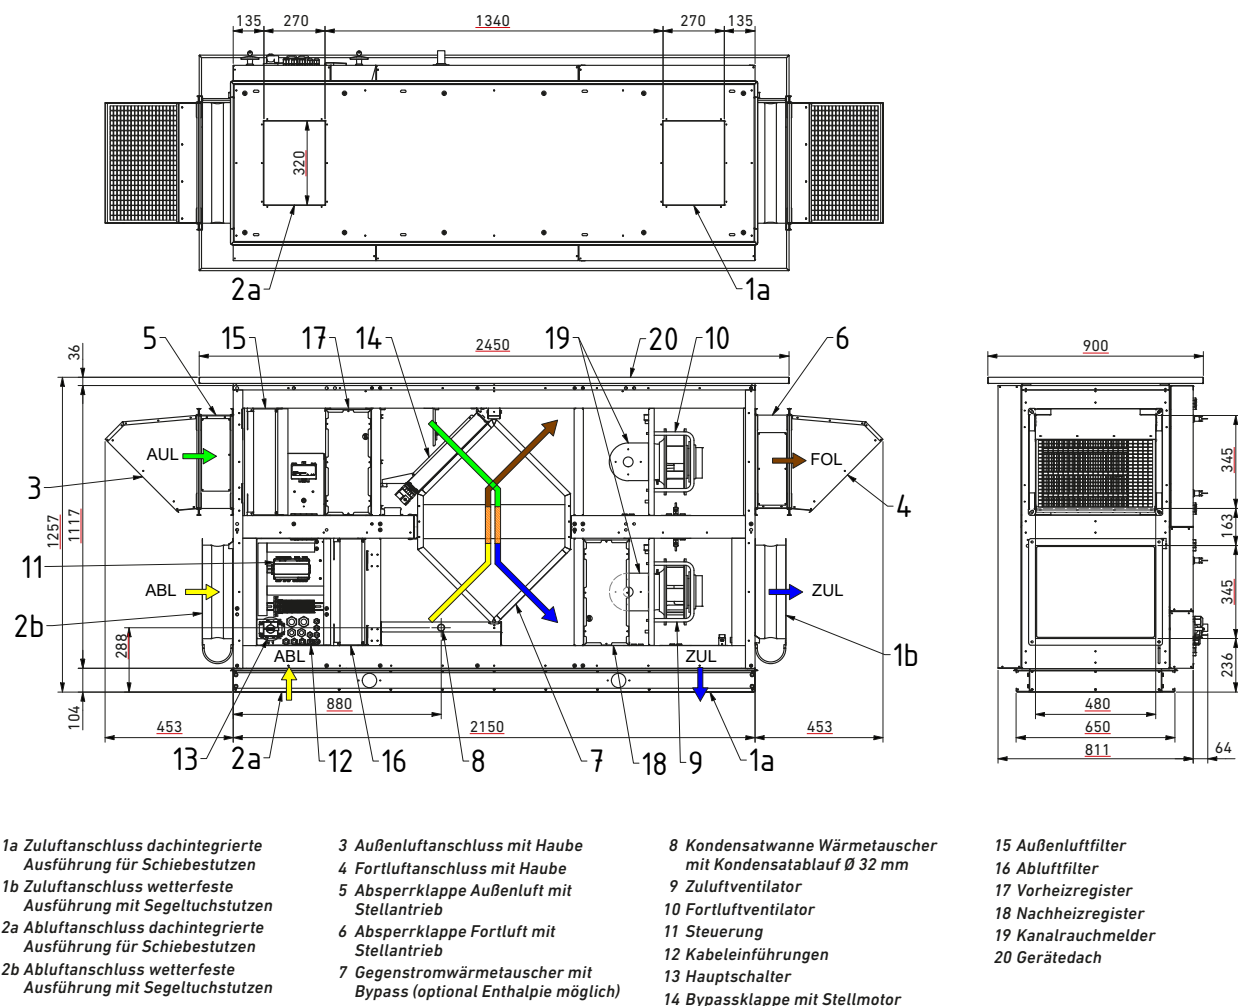 135 270 1340 270 135
320
2a 1a
5 15 17 14 19 20 10 6
2450
900
36
AUL
FOL
3
4
345
1257
1117
163
11
ABL
ZUL
345
2b
288
ABL
ZUL
1b
236
104
880
480
453
2150
453
650
13 2a 12 16 8 7 18 9 1a
811
64
1a Zuluftanschluss dachintegrierte
Ausführung für Schiebestutzen
1b Zuluftanschluss wetterfeste
Ausführung mit Segeltuchstutzen
2a Abluftanschluss dachintegrierte
Ausführung für Schiebestutzen
2b Abluftanschluss wetterfeste
Ausführung mit Segeltuchstutzen
3 Außenluftanschluss mit Haube
4 Fortluftanschluss mit Haube
5 Absperrklappe Außenluft mit
Stellantrieb
6 Absperrklappe Fortluft mit
Stellantrieb
7 Gegenstromwärmetauscher mit
Bypass (optional Enthalpie möglich)
8 Kondensatwanne Wärmetauscher
mit Kondensatablauf Ø 32 mm
9 Zuluftventilator
10 Fortluftventilator
11 Steuerung
12 Kabeleinführungen
13 Hauptschalter
14 Bypassklappe mit Stellmotor
15 Außenluftfilter
16 Abluftfilter
17 Vorheizregister
18 Nachheizregister
19 Kanalrauchmelder
20 Gerätedach